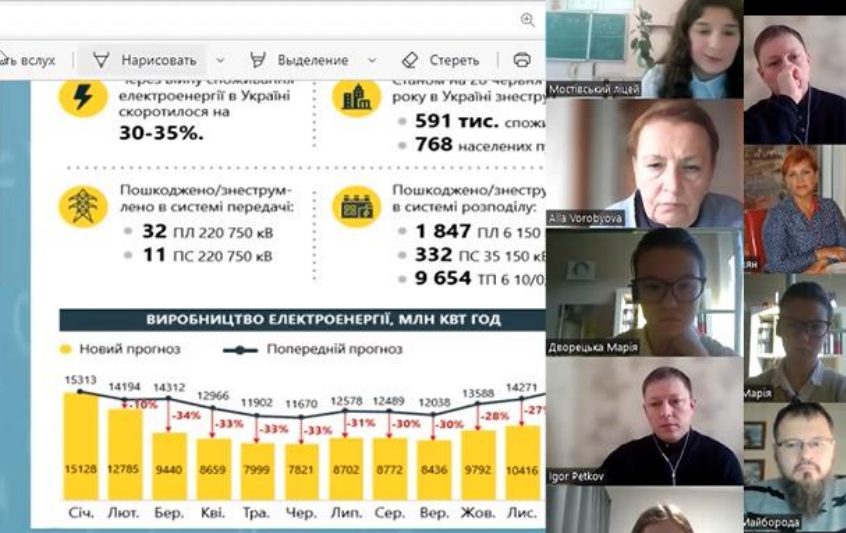 ть вслух
Нарисовать
Выделение
Стереть
через війну споживання
електроенергії в Україні
скоротилося на
30-35%.
Станом на 26 червня
року в Україні знестру
591 тис. спожи
768 населених п
Пошкоджено/знеструм-
лено в системі передачі:
32 ПЛ 220 750 кВ
11 ПС 220 750 кВ
Пошкоджено/знестру
в системі розподілу:
1 847 ПЛ 6 150
332 ПС 35 150 кВ
9 654 ТП 6 10/0,
ВИРОБНИЦТВО ЕЛЕКТРОЕНЕРГІЇ, МЛН КВТ ГОД
Новий прогноз
Попередній прогноз
15313 14194 14312 12966 11902 11670 12578 12489 12038 13588 14271
-10% -34% -33% -33% -33% -31% -30% -30% -28% -27%
15128 12785 9440 8659 7999 7821 8702 8772 8436 9792 10416
Січ. Лют. Бер. Кві. Тра. Чер. Лип. Сер. Вер. Жов. Лис.
Мостівський ліцей
Alla Vorobyova
ян
Дворецька Марія
Марія
Igor Petkov
Майборода